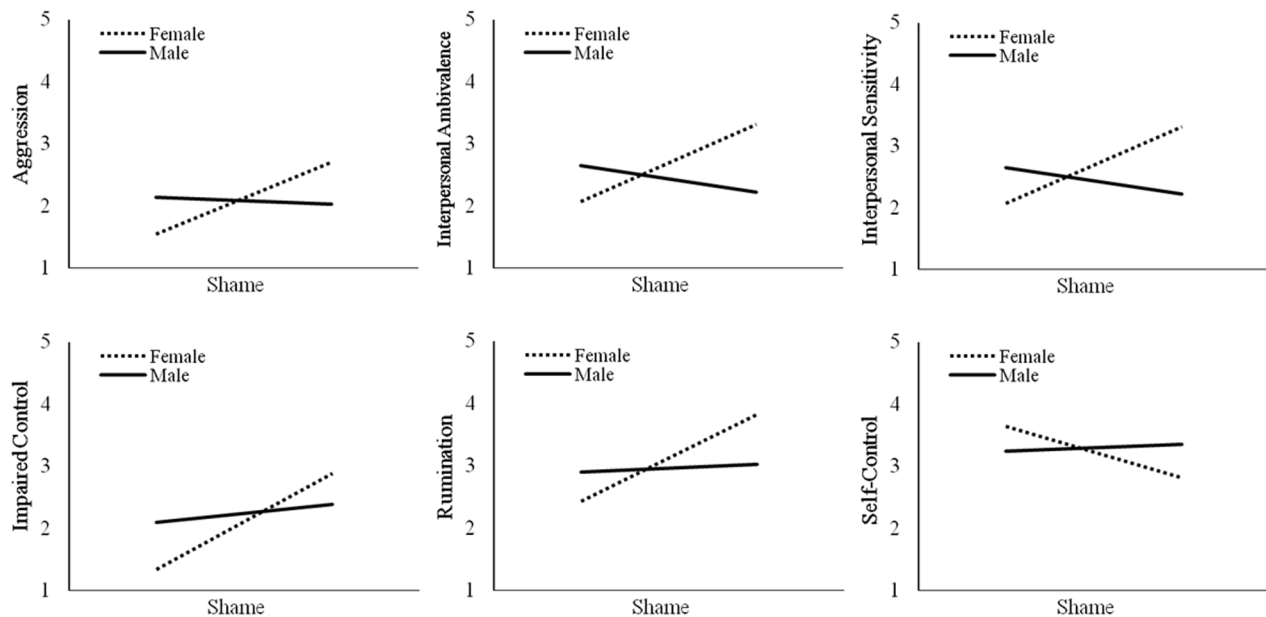 Aggression
5
4
3
2
1
Female
Male
Shame
Interpersonal Ambivalence
5
4
3
2
1
Female
Male
Shame
Interpersonal Sensitivity
5
4
3
2
1
Female
Male
Shame
Impaired Control
5
4
3
2
1
Female
Male
Shame
Rumination
5
4
3
2
1
Female
Male
Shame
Self-Control
5
4
3
2
1
Female
Male
Shame